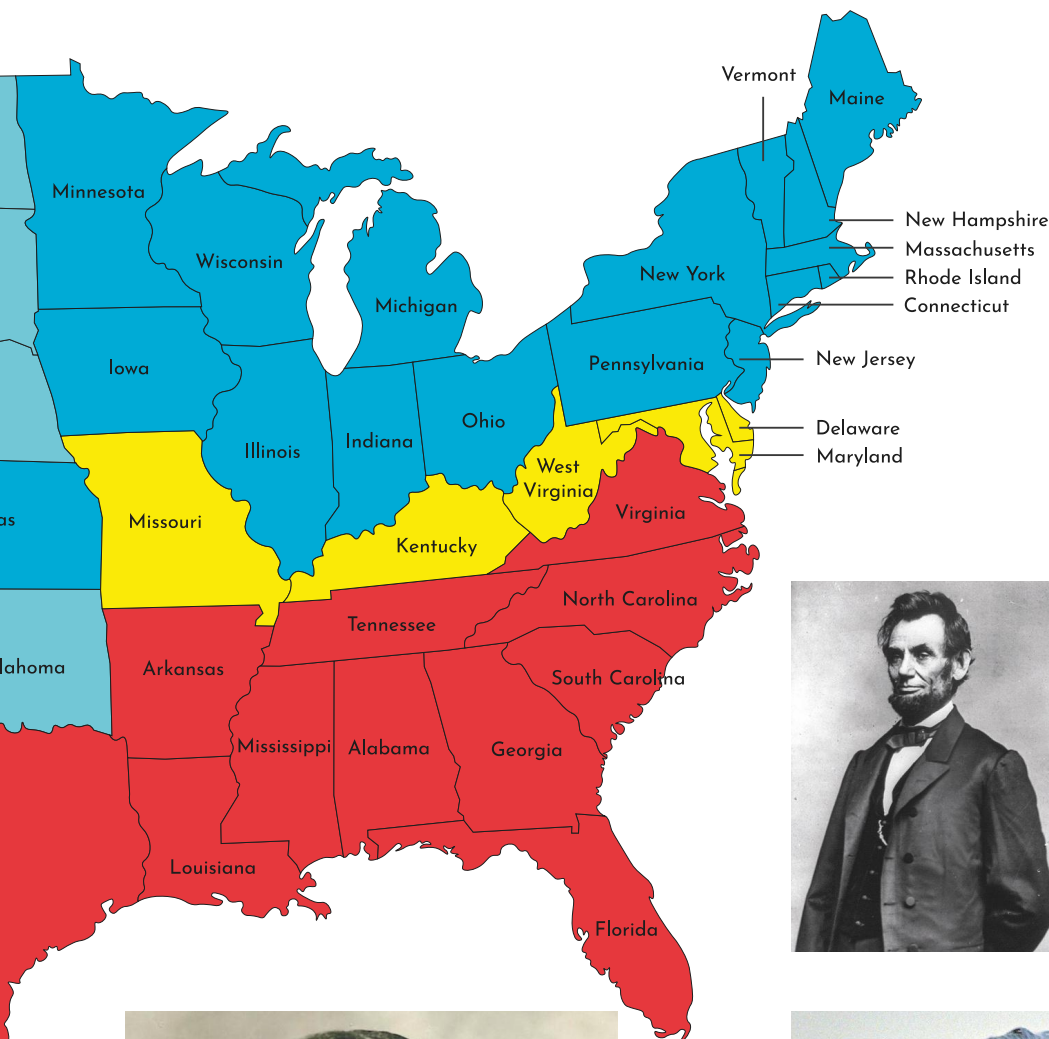 Vermont
Maine
Minnesota
New Hampshire
Massachusetts
Wisconsin
New York
Rhode Island
Michigan
Connecticut
Iowa
Pennsylvania
New Jersey
Ohio
Indiana
Illinois
Delaware
Maryland
West
Virginia
as
Missouri
Virginia
Kentucky
North Carolina
Tennessee
lahoma
Arkansas
South Carolina
Mississippi
Alabama
Georgia
Louisiana
Florida